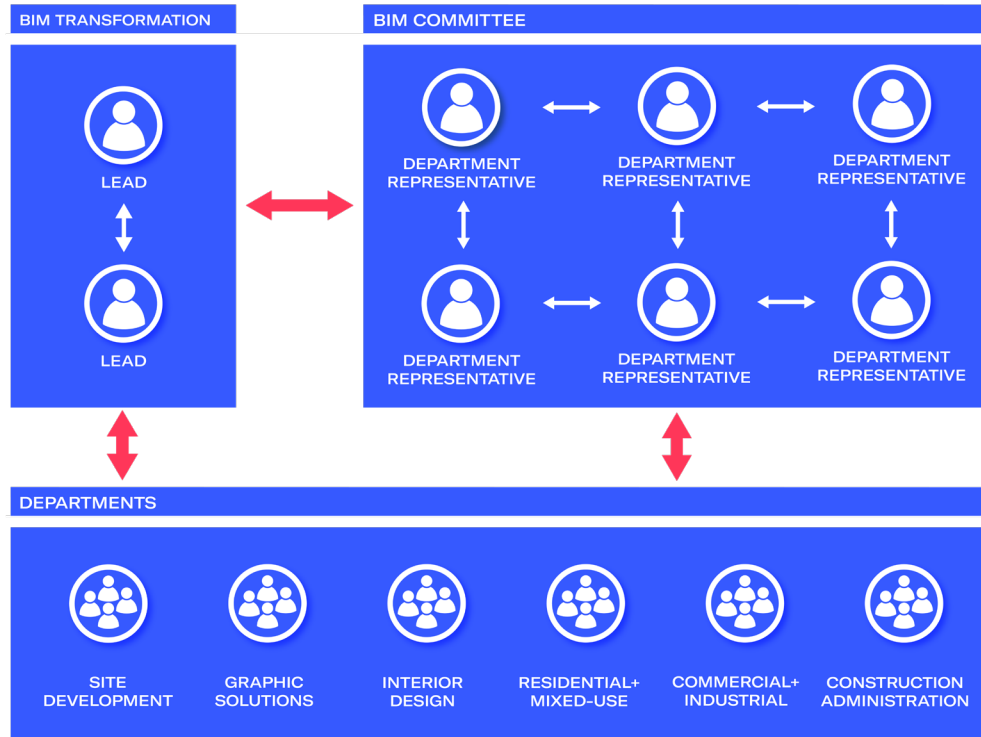 BIM TRANSFORMATION
BIM COMMITTEE
LEAD
LEAD
DEPARTMENT
REPRESENTATIVE
DEPARTMENT
REPRESENTATIVE
DEPARTMENT
REPRESENTATIVE
DEPARTMENT
REPRESENTATIVE
DEPARTMENT
REPRESENTATIVE
DEPARTMENT
REPRESENTATIVE
DEPARTMENTS
SITE
DEVELOPMENT
GRAPHIC
SOLUTIONS
INTERIOR
DESIGN
RESIDENTIAL+
MIXED-USE
COMMERCIAL+
INDUSTRIAL
CONSTRUCTION
ADMINISTRATION